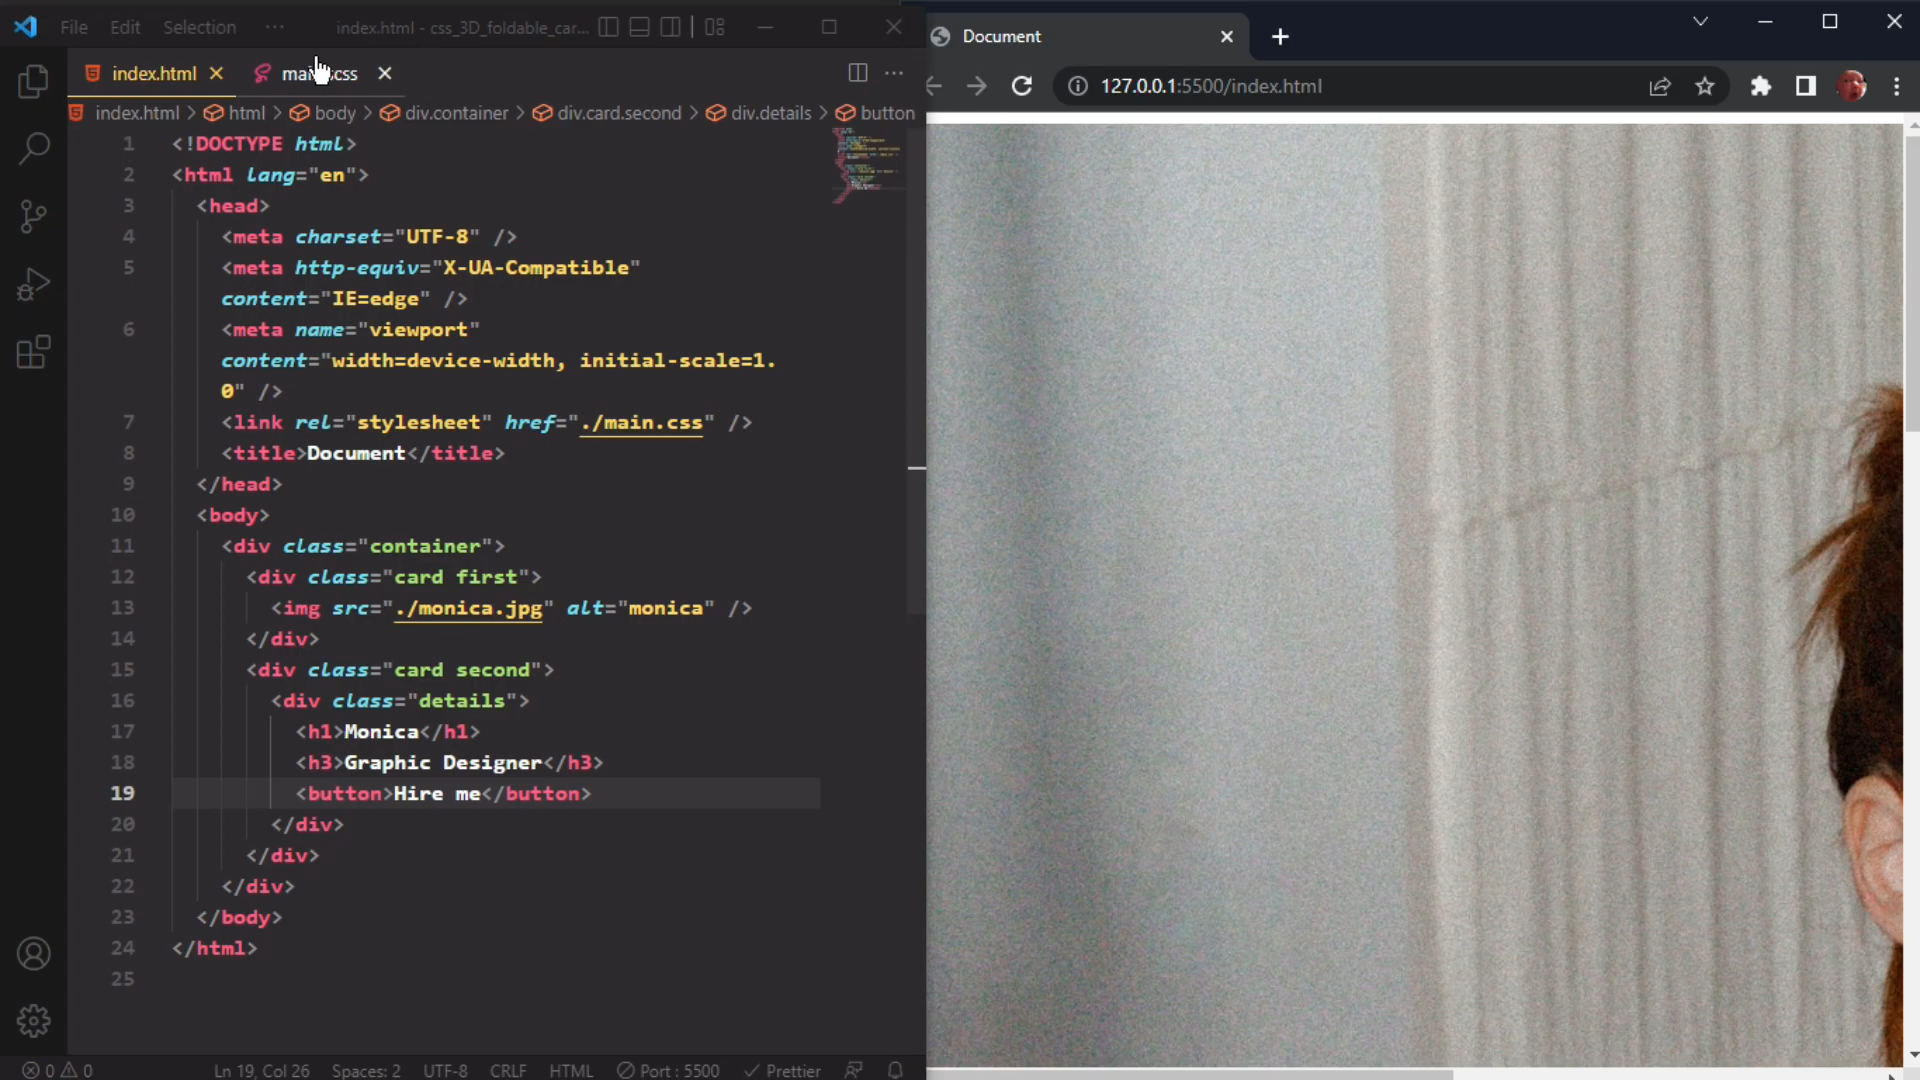 File Edit Selection ··· index.html - css_3D_foldable_car...
index.html
css
index.html > html > body > div.container > div.card.second > div.details > button
1 <!DOCTYPE html>
2 <html lang="en">
3 <head>
4 <meta charset="UTF-8" />
5 <meta http-equiv="X-UA-Compatible"
content="IE=edge" />
6 <meta name="viewport"
content="width=device-width, initial-scale=1.
0" />
7 <link rel="stylesheet" href="./main.css" />
8 <title>Document</title>
9 </head>
10 <body>
11 <div class="container">
12 <div class="card first">
13 <img src="./monica.jpg" alt="monica" />
14 </div>
15 <div class="card second">
16 <div class="details">
17 <h1>Monica</h1>
18 <h3>Graphic Designer</h3>
19 <button>Hire me</button>
20 </div>
21 </div>
22 </div>
23 </body>
24 </html>
25
0 0 Ln 19, Col 26 Spaces: 2 UTF-8 CRLF HTML Port : 5500 Prettier
Document
127.0.0.1:5500/index.html